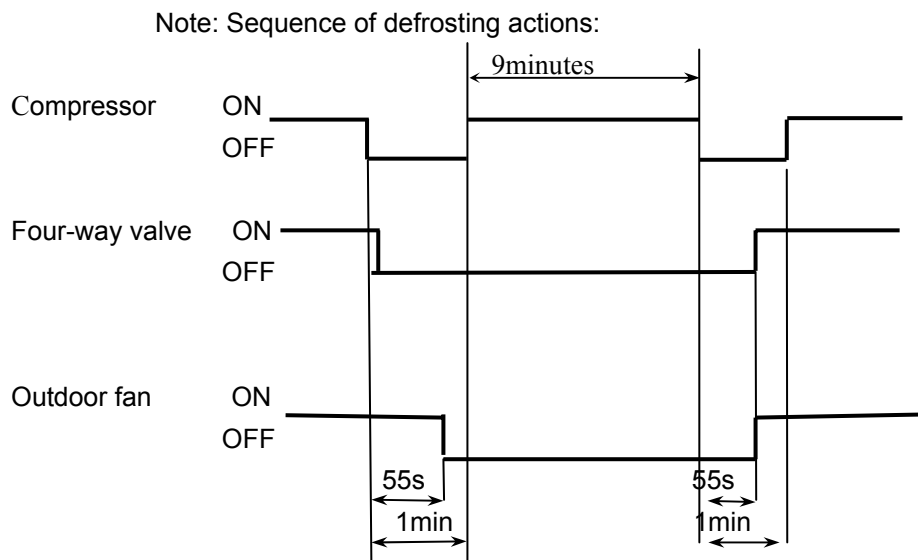 Note: Sequence of defrosting actions:
9minutes
Compressor ON
OFF
Four-way valve ON
OFF
Outdoor fan ON
OFF
55s 55s
1min 1min